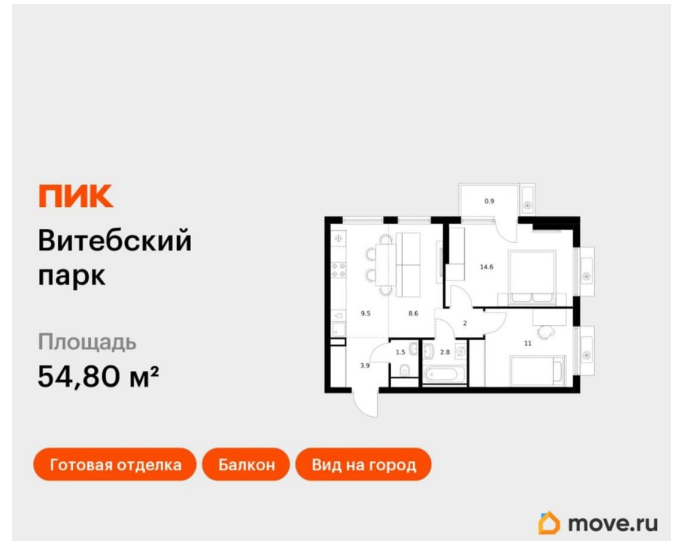 ПИК
Витебский
парк
Площадь
54,80 м²
Готовая отделка
Балкон
Вид на город
0.9
14.6
9.5
8.6
2
11
1.5
2.8
3.9
move.ru